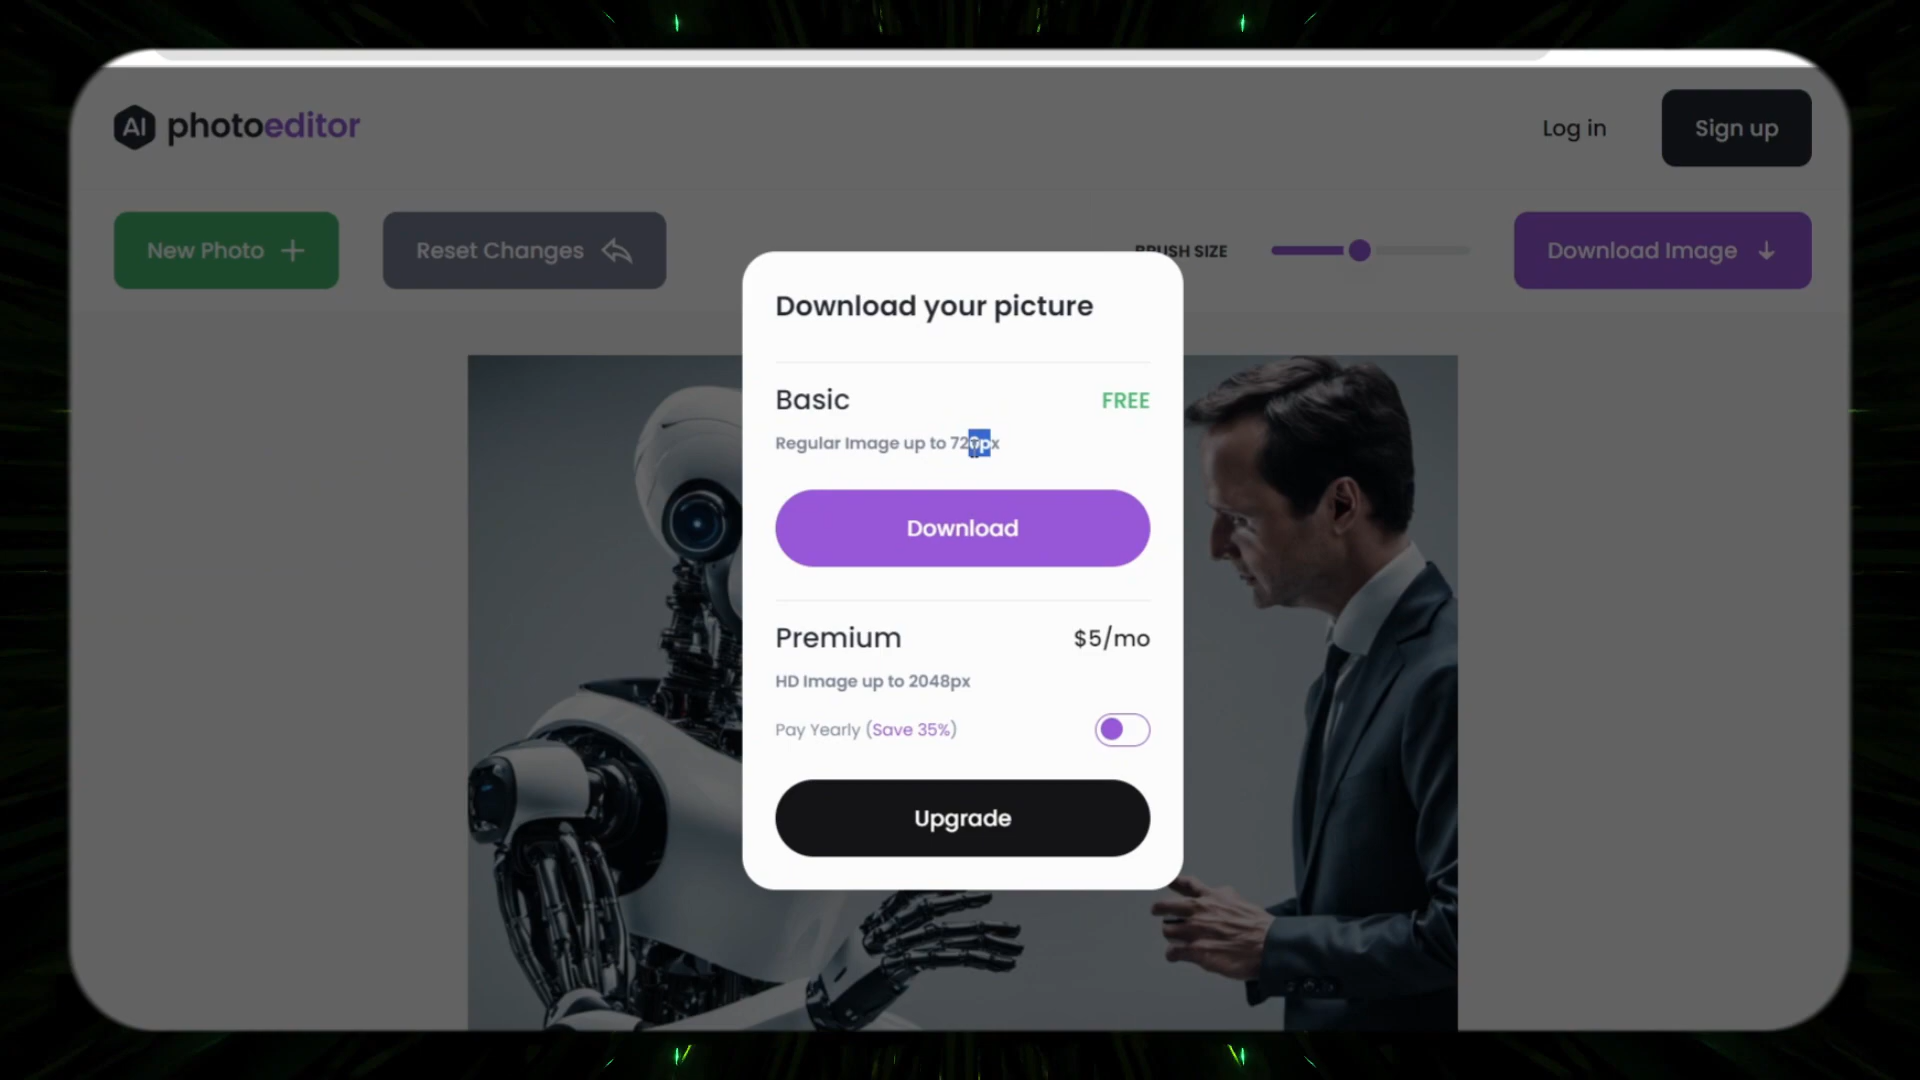 AI photoeditor
Log in
Sign up
New Photo
Reset Changes
BRUSH SIZE
Download Image
Download your picture
Basic
FREE
Regular Image up to 720px
Download
Premium
$5/mo
HD Image up to 2048px
Pay Yearly (Save 35%)
Upgrade